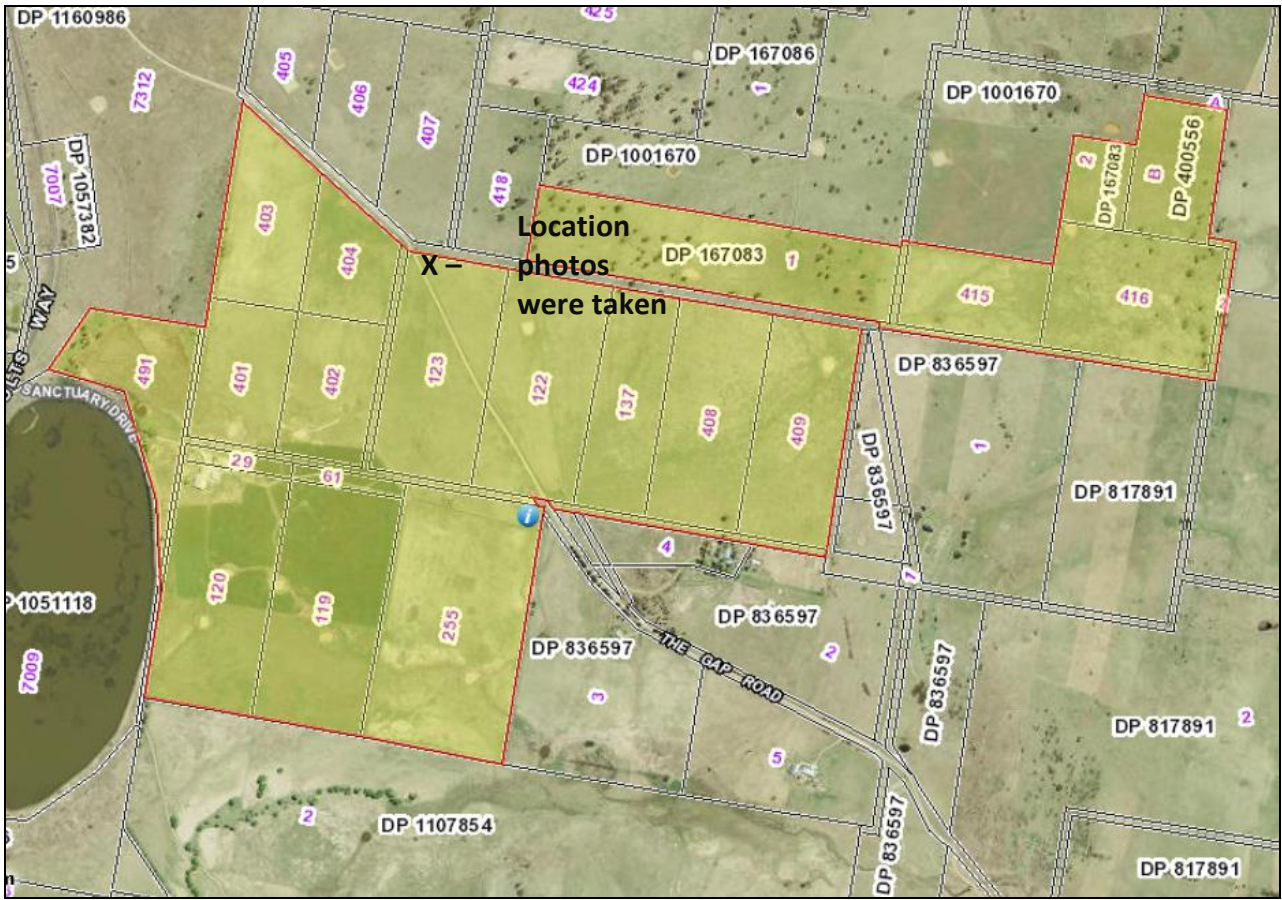 DP 1160986
425
405
DP 167086
7312
406
424
1
DP 1001670
A
407
DP 1001670
DP 1057382
7007
2
DP 167083
B
DP 400556
418
403
Location
photos
were taken
X –
404
DP 167083
1
5
415
416
WAY
491
401
402
123
122
137
408
409
DP 836597
SANCTUARY DRIVE
1
DP 836597
29
61
DP 817891
i
4
1
120
119
255
1051118
DP 836597
DP 836597
2
THE GAP ROAD
7009
3
DP 836597
DP 817891
2
5
2
DP 1107854
DP 836597
DP 817891